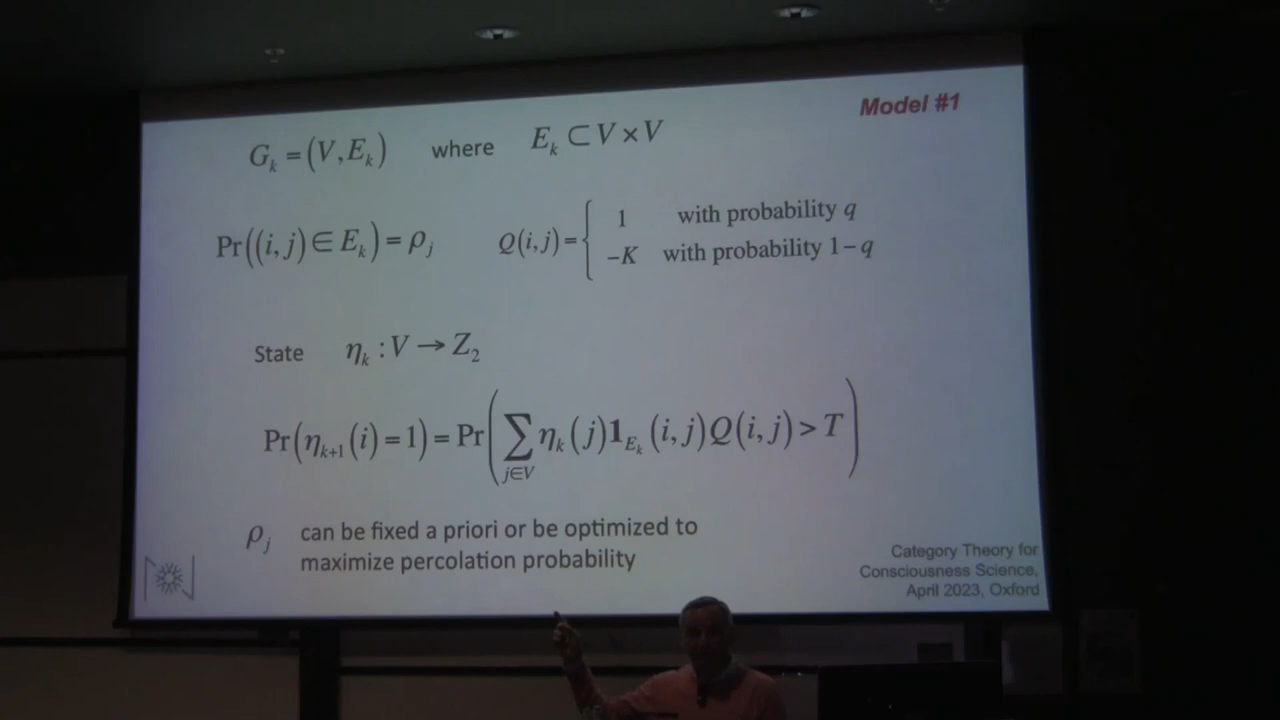 Model #1
G_k = (V, E_k) where E_k ⊂ V × V
Pr((i, j) ∈ E_k) = ρ_j Q(i, j) = { 1 with probability q
−K with probability 1 − q
State η_k : V → Z_2
Pr(η_{k+1}(i) = 1) = Pr( ∑_{j∈V} η_k(j) 1_{E_k}(i, j) Q(i, j) > T )
ρ_j can be fixed a priori or be optimized to
maximize percolation probability
Category Theory for
Consciousness Science,
April 2023, Oxford